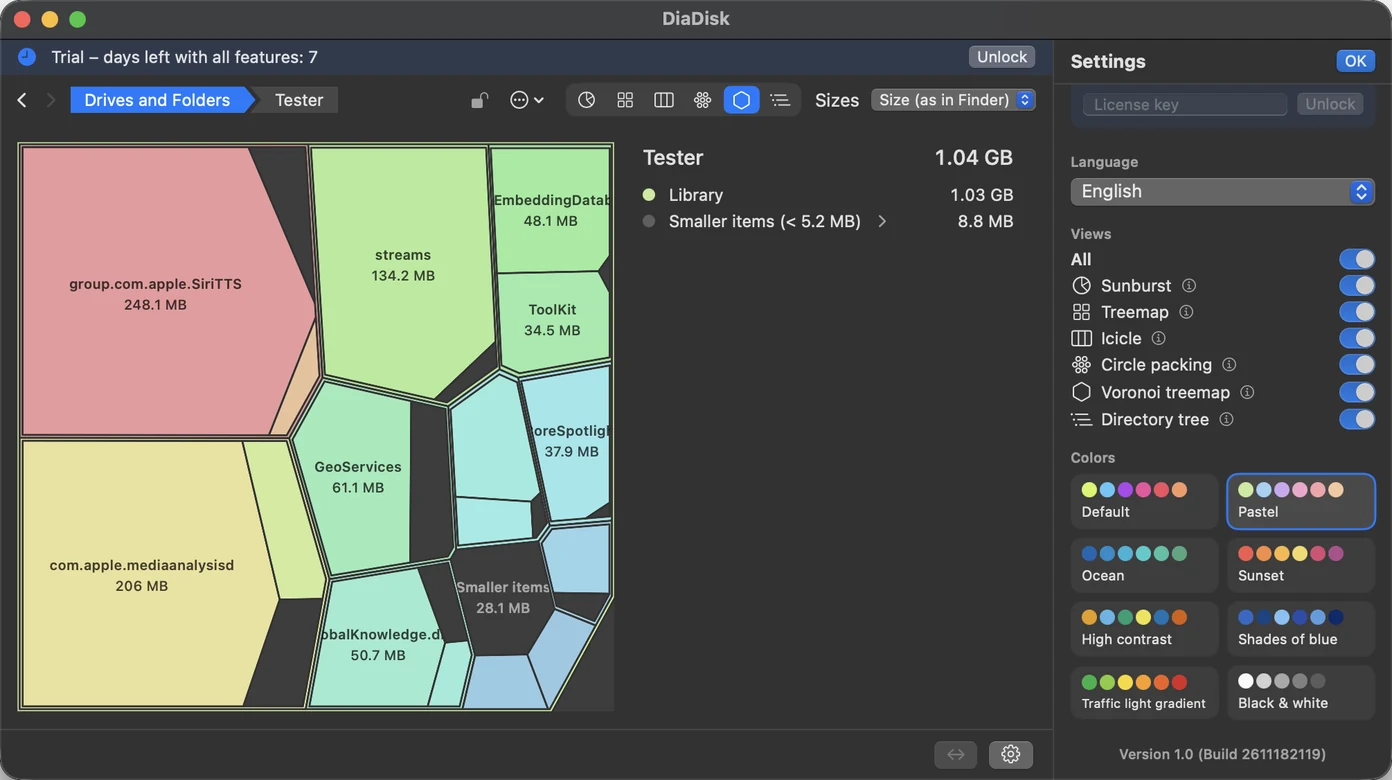 DiaDisk
Trial – days left with all features: 7
Unlock
Drives and Folders
Tester
Sizes
Size (as in Finder)
group.com.apple.SiriTTS
248.1 MB
streams
134.2 MB
EmbeddingDatab
48.1 MB
ToolKit
34.5 MB
GeoServices
61.1 MB
oreSpotligh
37.9 MB
com.apple.mediaanalysisd
206 MB
obalKnowledge.d
50.7 MB
Smaller items
28.1 MB
Tester 1.04 GB
Library 1.03 GB
Smaller items (< 5.2 MB) 8.8 MB
Settings
OK
License key
Unlock
Language
English
Views
All
Sunburst
Treemap
Icicle
Circle packing
Voronoi treemap
Directory tree
Colors
Default
Pastel
Ocean
Sunset
High contrast
Shades of blue
Traffic light gradient
Black & white
Version 1.0 (Build 2611182119)